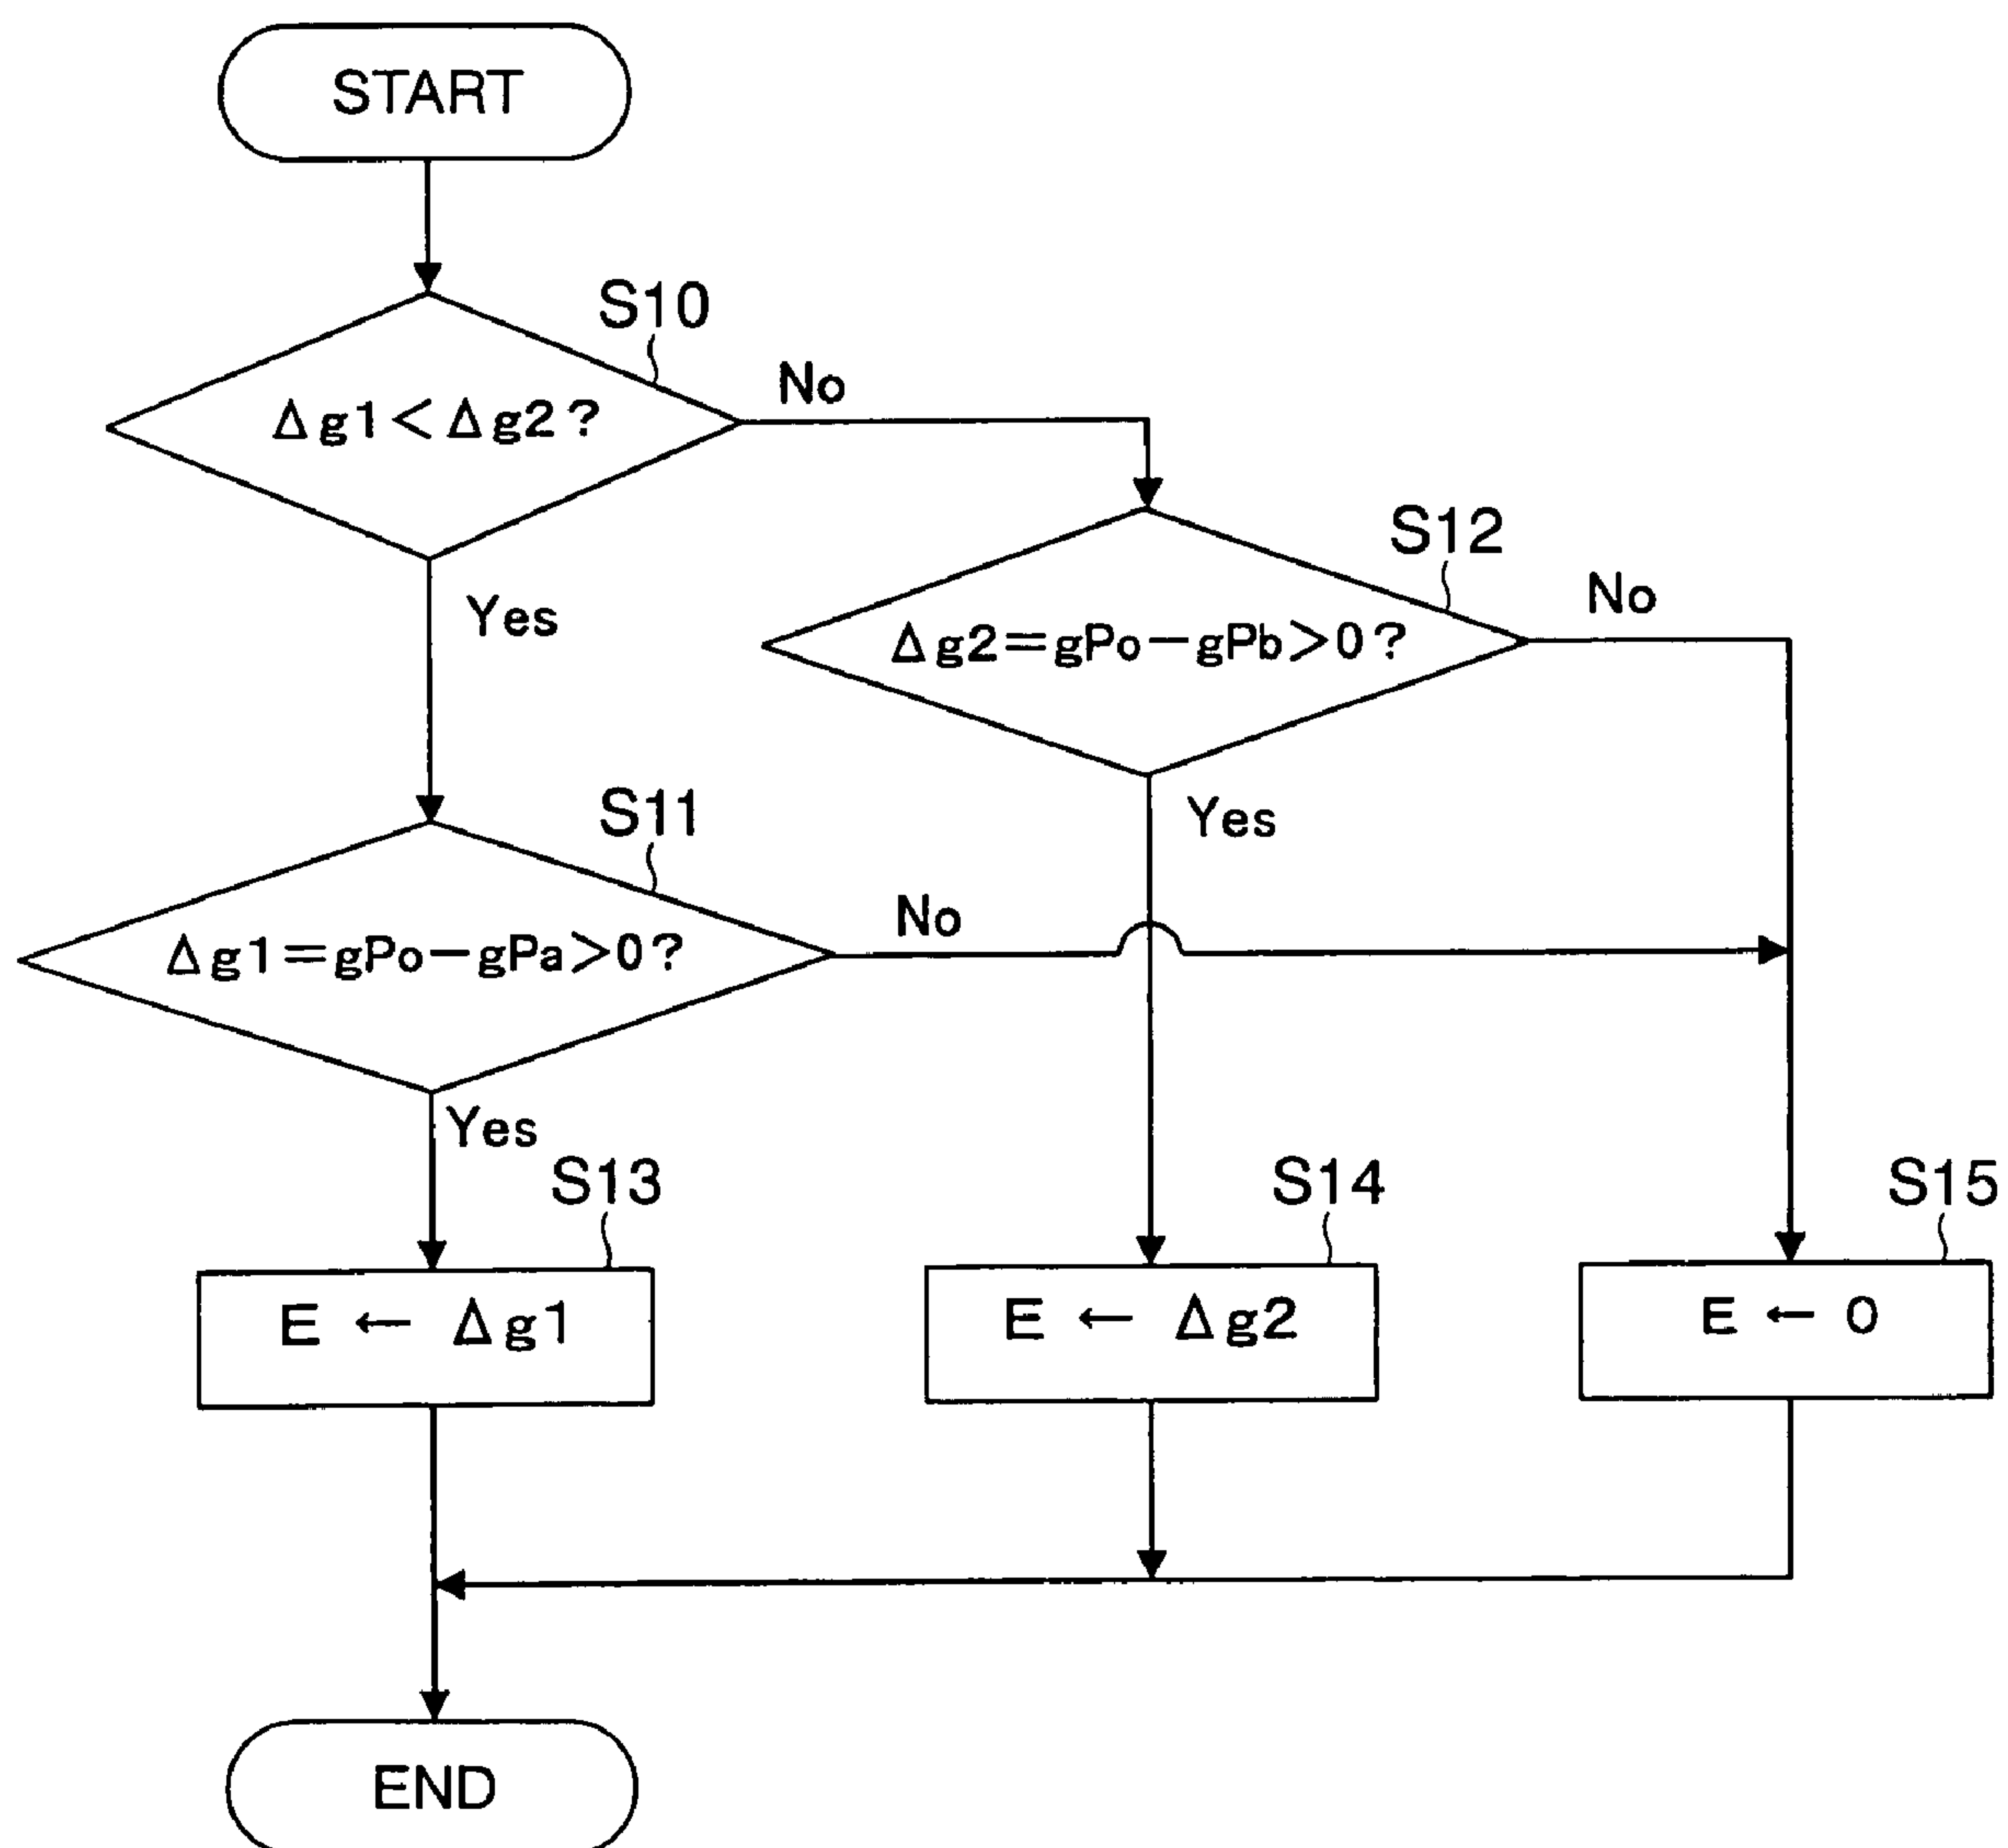 START
S10
Δg1<Δg2?
No
Yes
S12
Δg2=gPo−gPb>0?
No
Yes
S11
Δg1=gPo−gPa>0?
No
Yes
S13
E ← Δg1
S14
E ← Δg2
S15
E ← 0
END